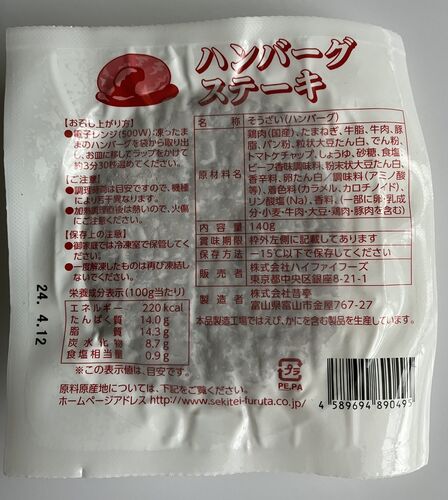 ハンバーグ
ステーキ
【お召し上がり方】
●電子レンジ(500W)凍ったま
まのハンバーグを袋から取り出
し、お皿に移してラップをかけて
約3分30秒温めてください。
【ご注意】
●調理時間は目安ですので、機種
により若干異なります。
●加熱調理直後は熱いので、火傷
にご注意ください。
【保存上の注意】
●御家庭では冷凍室で保管してく
ださい。
●一度解凍したものは再び凍結し
ないでください。
栄養成分表示(100g当たり)
エネルギー 220kcal
たんぱく質 14.0g
脂質 14.3g
炭水化物 8.7g
食塩相当量 0.9g
※この表示値は、目安です。
名称 そうざい(ハンバーグ)
原材料名 鶏肉(国産)、たまねぎ、牛脂、牛肉、豚
脂、パン粉、粒状大豆たん白、でん粉、
トマトケチャップ、しょうゆ、砂糖、食塩、
ビーフ香味調味料、粉末状大豆たん白、
香辛料、卵たん白/調味料(アミノ酸
等)、着色料(カラメル、カロチノイド)、
リン酸塩(Na)、香料、(一部に卵・乳成
分・小麦・牛肉・大豆・鶏肉・豚肉を含む)
内容量 140g
賞味期限 枠外左側に記載してあります
保存方法 −15℃以下で保存してください
販売者 株式会社ハイファイフーズ
東京都中央区銀座8-21-1
製造者 株式会社昔亭
富山県富山市金屋767-27
本品製造工場ではえび、かにを含む製品を生産しています。
24.4.12
プラ
PE,PA
原料原産地については、下記をご覧ください。
ホームページアドレス http://www.sekitei-furuta.co.jp/
4 589694 890495